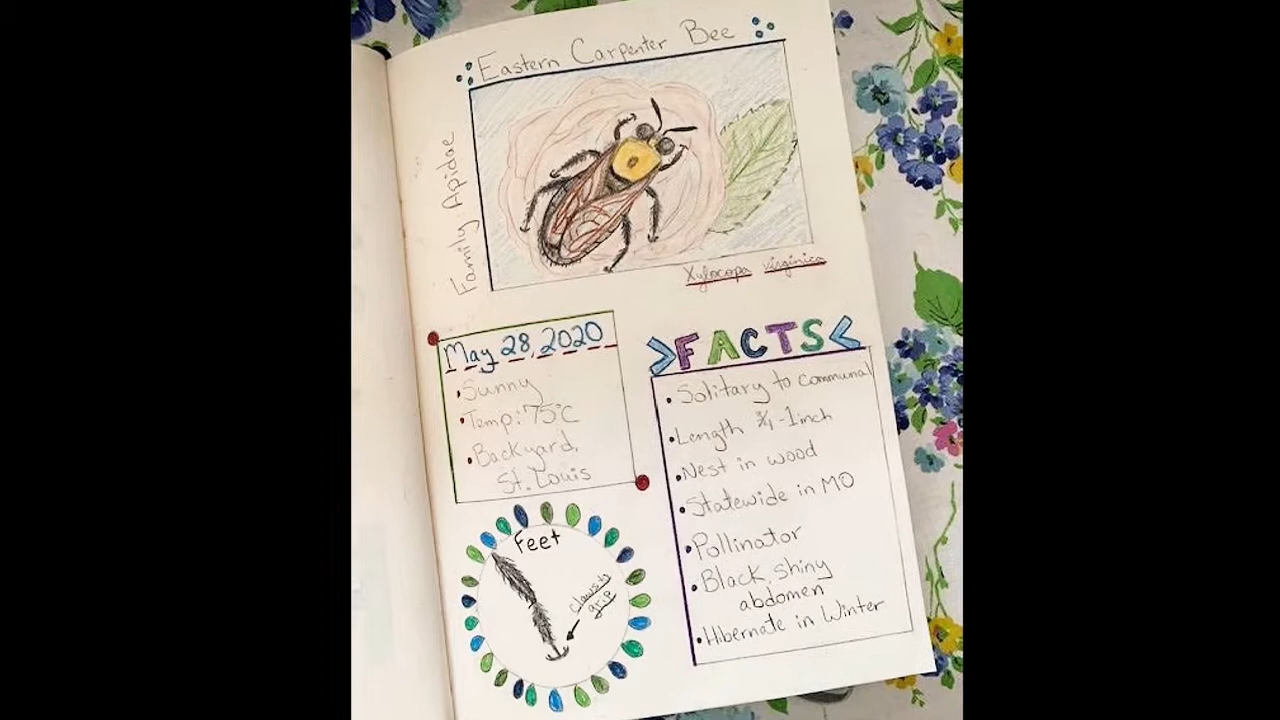 Eastern Carpenter Bee
Family: Apidae
Xylocopa virginica
May 28, 2020
• Sunny
• Temp: 75°C
• Backyard,
St. Louis
> FACTS <
• Solitary to communal
• Length ¾ - 1 inch
• Nest in wood
• Statewide in MO
• Pollinator
• Black, shiny
abdomen
• Hibernate in Winter
Feet
claws to
grip